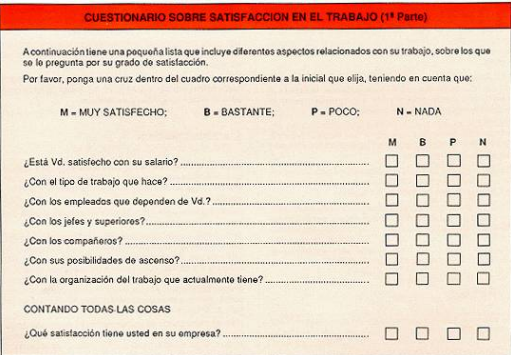 CUESTIONARIO SOBRE SATISFACCION EN EL TRABAJO (1ª Parte)
A continuación tiene una pequeña lista que incluye diferentes aspectos relacionados con su trabajo, sobre los que
se le pregunta por su grado de satisfacción.
Por favor, ponga una cruz dentro del cuadro correspondiente a la inicial que elija, teniendo en cuenta que:
M = MUY SATISFECHO; B = BASTANTE; P = POCO; N = NADA
M B P N
¿Está Vd. satisfecho con su salario?
¿Con el tipo de trabajo que hace?
¿Con los empleados que dependen de Vd.?
¿Con los jefes y superiores?
¿Con los compañeros?
¿Con sus posibilidades de ascenso?
¿Con la organización del trabajo que actualmente tiene?
CONTANDO TODAS LAS COSAS
¿Qué satisfacción tiene usted en su empresa?